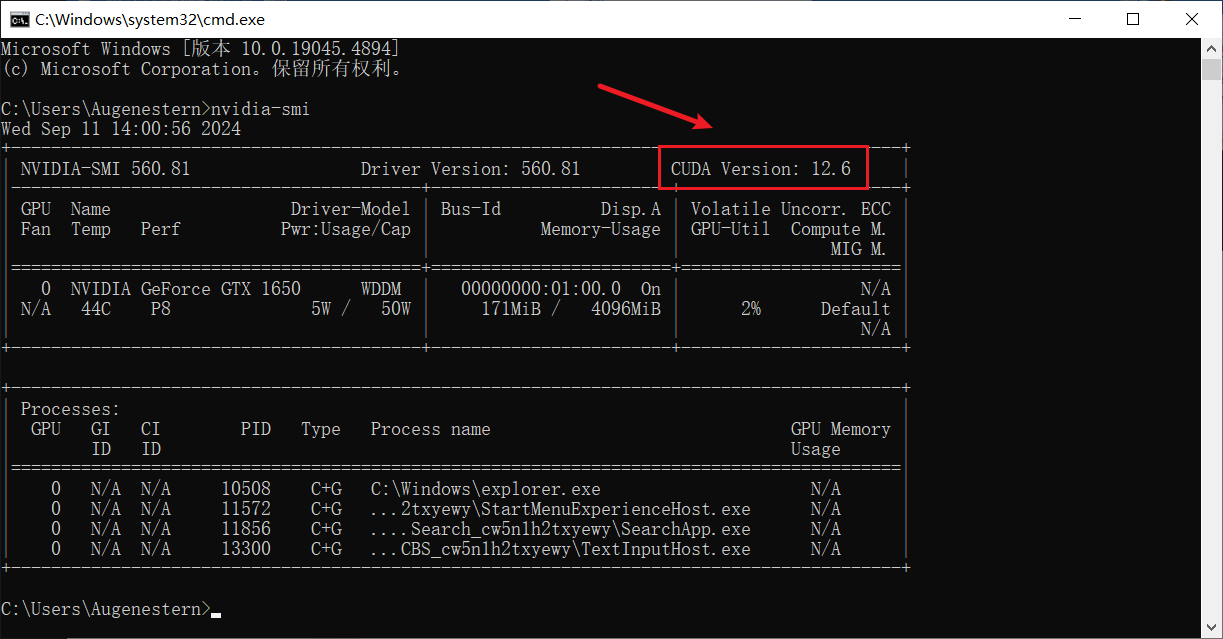 C:\Windows\system32\cmd.exe
Microsoft Windows [版本 10.0.19045.4894]
(c) Microsoft Corporation。保留所有权利。
C:\Users\Augenestern>nvidia-smi
Wed Sep 11 14:00:56 2024
NVIDIA-SMI 560.81 Driver Version: 560.81 CUDA Version: 12.6
GPU Name Driver-Model Bus-Id Disp.A Volatile Uncorr. ECC
Fan Temp Perf Pwr:Usage/Cap Memory-Usage GPU-Util Compute M.
MIG M.
0 NVIDIA GeForce GTX 1650 WDDM 00000000:01:00.0 On N/A
N/A 44C P8 5W / 50W 171MiB / 4096MiB 2% Default
N/A
Processes:
GPU GI CI PID Type Process name GPU Memory
ID ID Usage
0 N/A N/A 10508 C+G C:\Windows\explorer.exe N/A
0 N/A N/A 11572 C+G ...2txyewy\StartMenuExperienceHost.exe N/A
0 N/A N/A 11856 C+G ....Search_cw5n1h2txyewy\SearchApp.exe N/A
0 N/A N/A 13300 C+G ...CBS_cw5n1h2txyewy\TextInputHost.exe N/A
C:\Users\Augenestern>